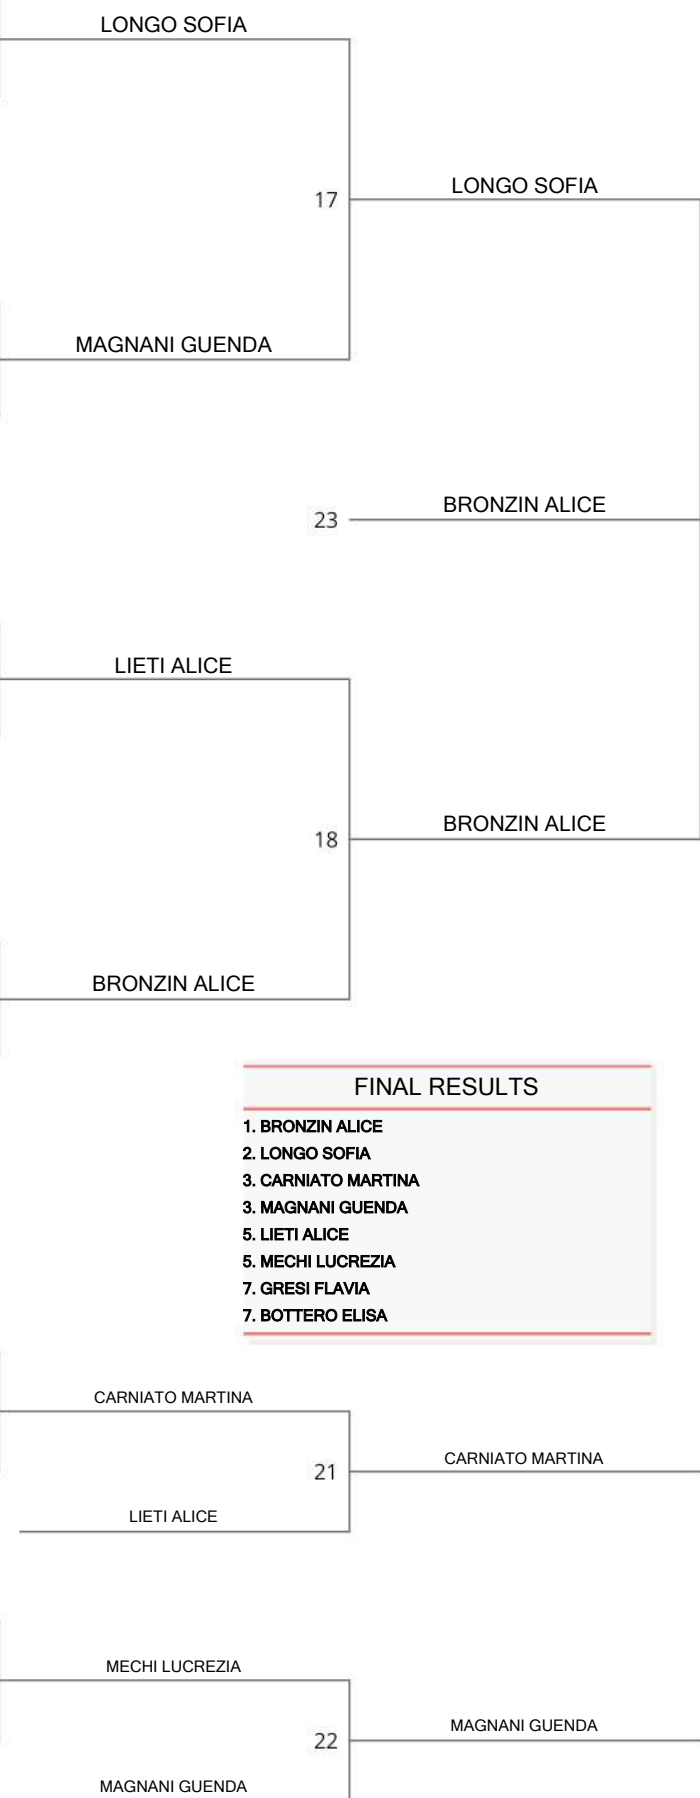 LONGO SOFIA
17
LONGO SOFIA
MAGNANI GUENDA
23
BRONZIN ALICE
LIETI ALICE
18
BRONZIN ALICE
BRONZIN ALICE
FINAL RESULTS
1. BRONZIN ALICE
2. LONGO SOFIA
3. CARNIATO MARTINA
3. MAGNANI GUENDA
5. LIETI ALICE
5. MECHI LUCREZIA
7. GRESI FLAVIA
7. BOTTERO ELISA
CARNIATO MARTINA
21
CARNIATO MARTINA
LIETI ALICE
MECHI LUCREZIA
22
MAGNANI GUENDA
MAGNANI GUENDA